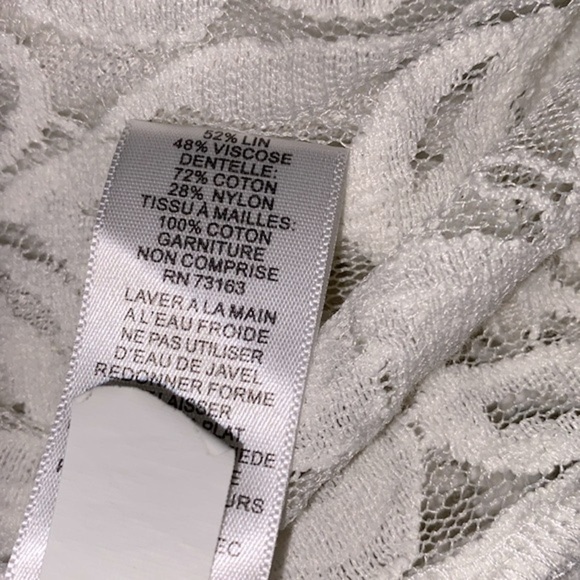 52% LIN
48% VISCOSE
DENTELLE:
72% COTON
28% NYLON
TISSU À MAILLES:
100% COTON
GARNITURE
NON COMPRISE
RN 73163
LAVER A LA MAIN
A L'EAU FROIDE
NE PAS UTILISER
D'EAU DE JAVEL
REDONNER FORME
PLAT